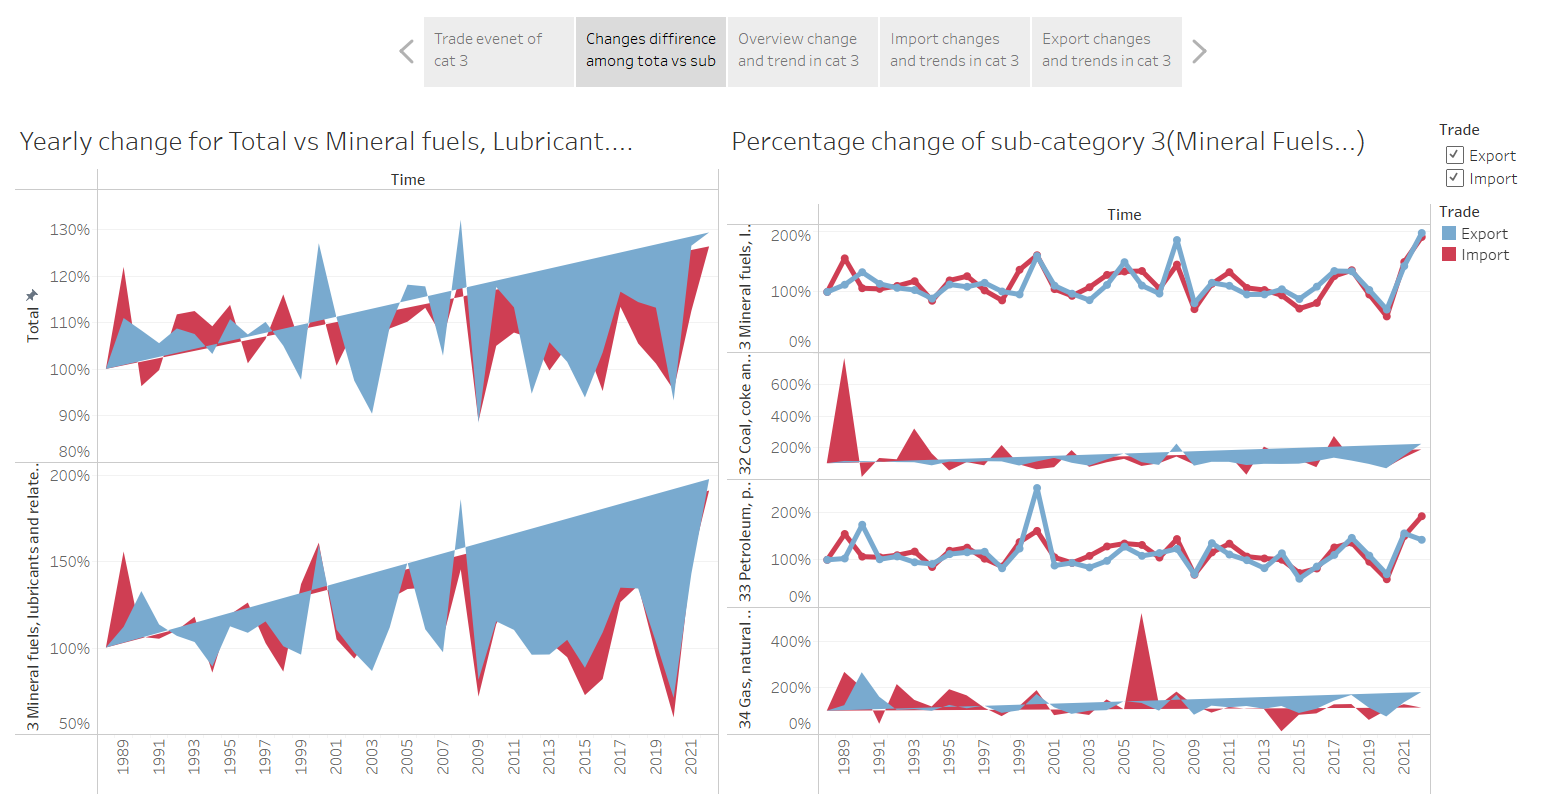 Trade evenet of
cat 3
Changes diffirence
among tota vs sub
Overview change
and trend in cat 3
Import changes
and trends in cat 3
Export changes
and trends in cat 3
Yearly change for Total vs Mineral fuels, Lubricant....
Time
Total
130%
120%
110%
100%
90%
80%
3 Mineral fuels, lubricants and relate..
200%
150%
100%
50%
1989
1991
1993
1995
1997
1999
2001
2003
2005
2007
2009
2011
2013
2015
2017
2019
2021
Percentage change of sub-category 3(Mineral Fuels...)
Time
3 Mineral fuels, l..
200%
100%
0%
32 Coal, coke an..
600%
400%
200%
33 Petroleum, p..
200%
100%
0%
34 Gas, natural ..
400%
200%
0%
1989
1991
1993
1995
1997
1999
2001
2003
2005
2007
2009
2011
2013
2015
2017
2019
2021
Trade
Export
Import
Trade
Export
Import